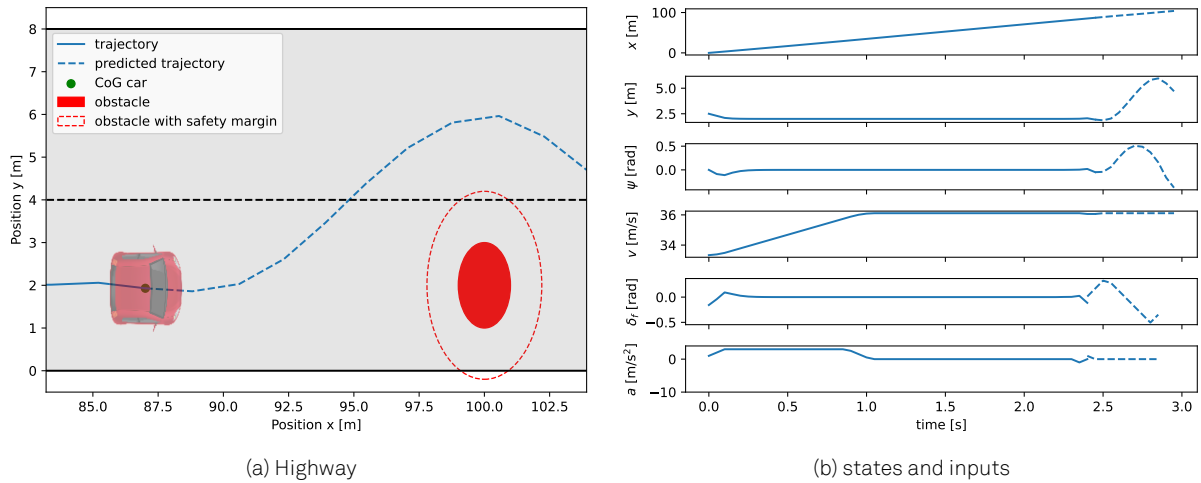 8
7
6
5
4
3
2
1
0
Position y [m]
trajectory
predicted trajectory
CoG car
obstacle
obstacle with safety margin
85.0 87.5 90.0 92.5 95.0 97.5 100.0 102.5
Position x [m]
(a) Highway
100
0
x [m]
5.0
2.5
y [m]
0.5
0.0
ψ [rad]
36
34
v [m/s]
0.0
−0.5
δf [rad]
0
−10
a [m/s²]
0.0 0.5 1.0 1.5 2.0 2.5 3.0
time [s]
(b) states and inputs